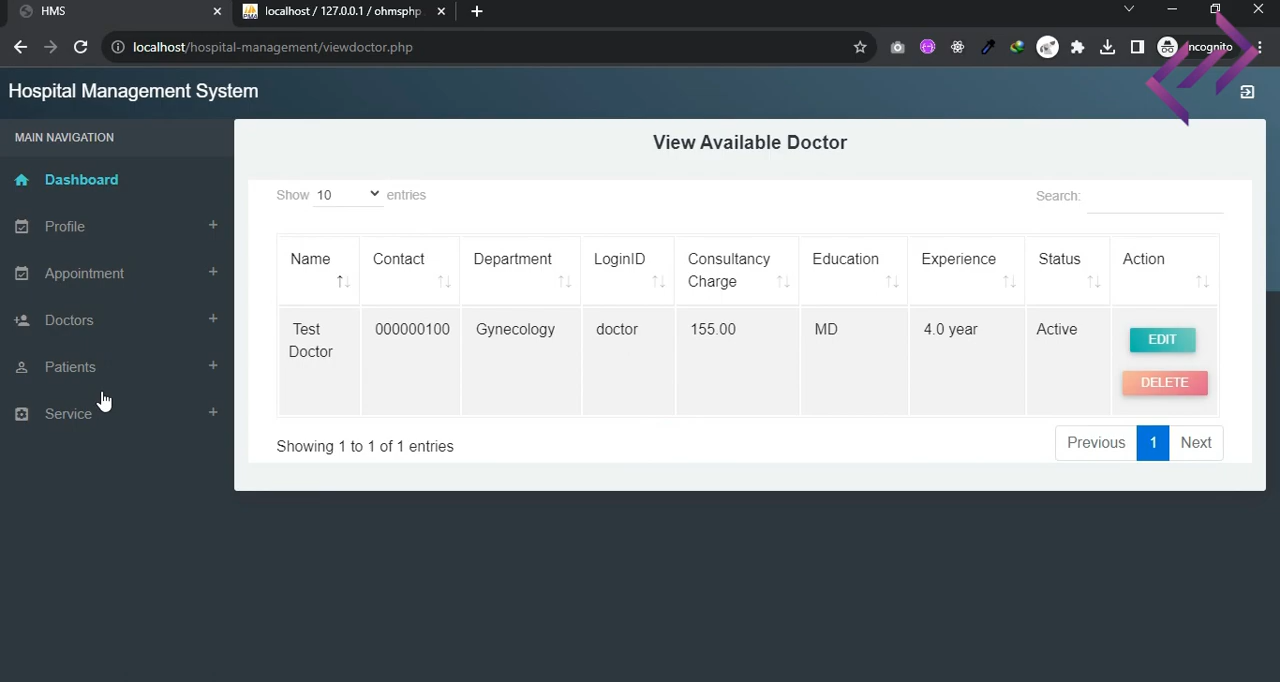 HMS
localhost / 127.0.0.1 / ohmsphp
localhost/hospital-management/viewdoctor.php
Incognito
Hospital Management System
MAIN NAVIGATION
Dashboard
Profile
Appointment
Doctors
Patients
Service
View Available Doctor
Show 10 entries
Search:
Name Contact Department LoginID Consultancy Charge Education Experience Status Action
Test Doctor 000000100 Gynecology doctor 155.00 MD 4.0 year Active EDIT
DELETE
Showing 1 to 1 of 1 entries
Previous 1 Next